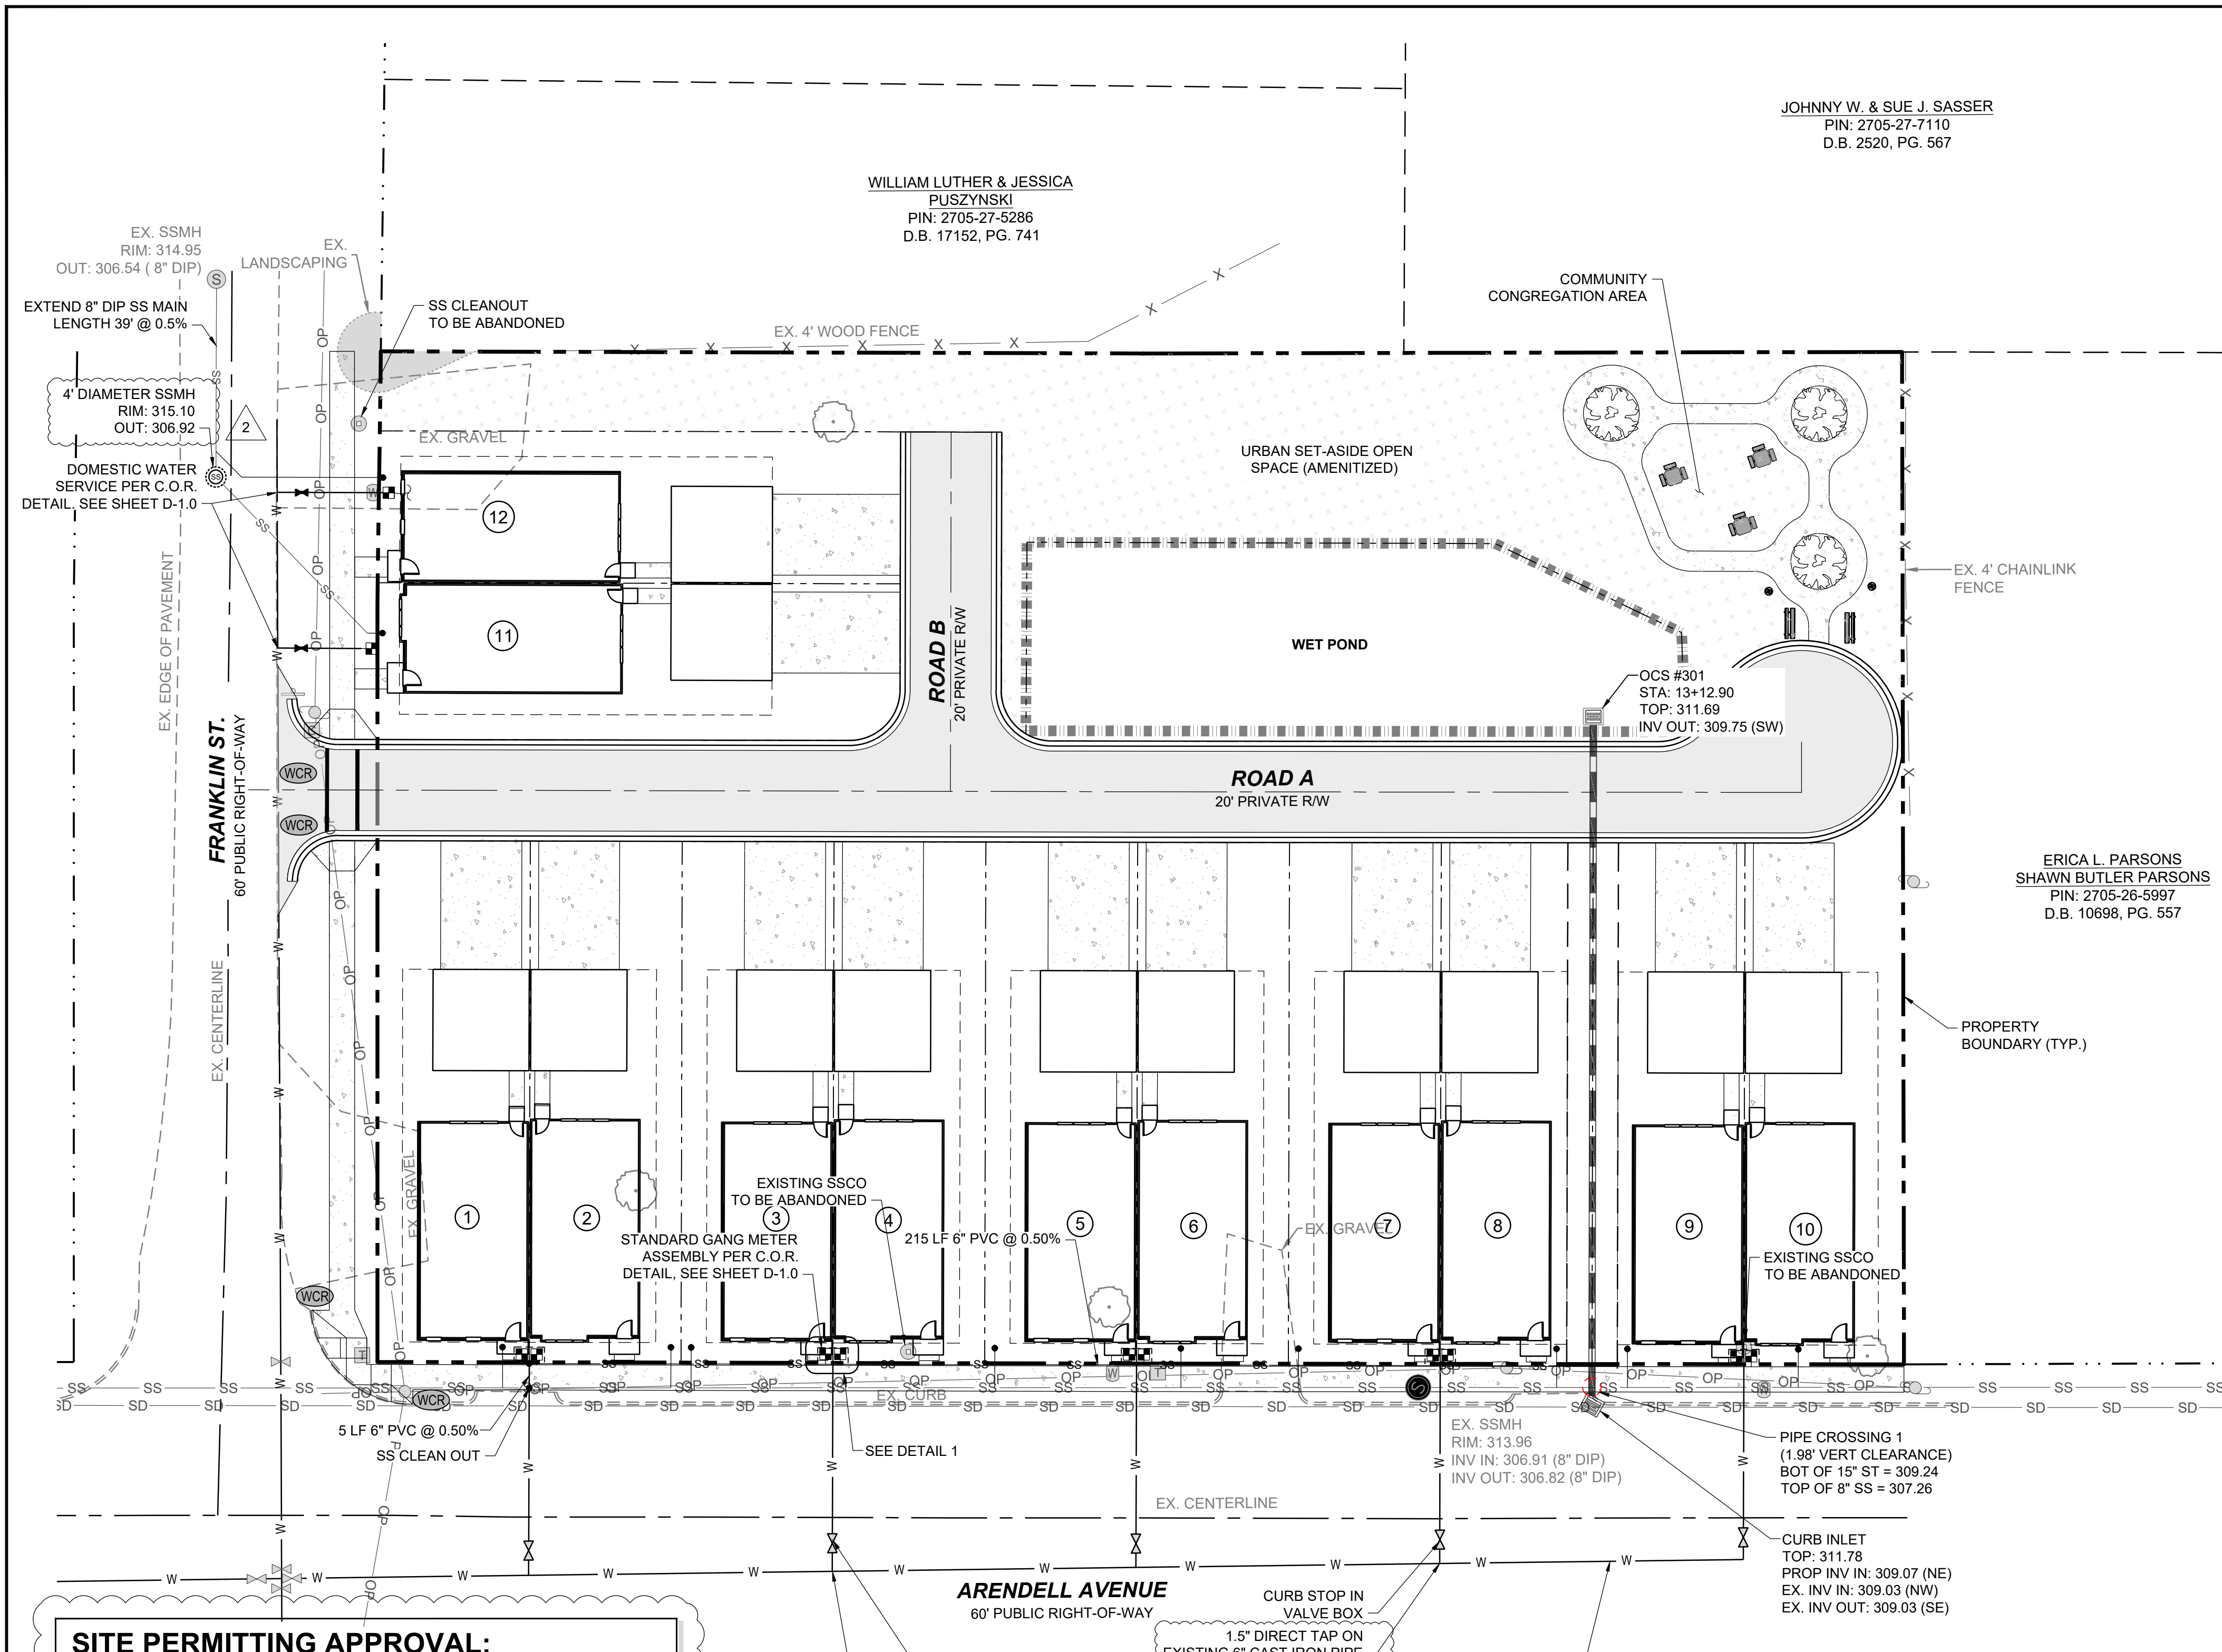 JOHNNY W. & SUE J. SASSER
PIN: 2705-27-7110
D.B. 2520, PG. 567
WILLIAM LUTHER & JESSICA
PUSZYNSKI
PIN: 2705-27-5286
D.B. 17152, PG. 741
EX. SSMH
RIM: 314.95
OUT: 306.54 ( 8" DIP)
EX.
LANDSCAPING
EXTEND 8" DIP SS MAIN
LENGTH 39' @ 0.5%
SS CLEANOUT
TO BE ABANDONED
EX. 4' WOOD FENCE
COMMUNITY
CONGREGATION AREA
4' DIAMETER SSMH
RIM: 315.10
OUT: 306.92
2
DOMESTIC WATER
SERVICE PER C.O.R.
DETAIL, SEE SHEET D-1.0
EX. GRAVEL
URBAN SET-ASIDE OPEN
SPACE (AMENITIZED)
12
11
EX. EDGE OF PAVEMENT
FRANKLIN ST.
60' PUBLIC RIGHT-OF-WAY
EX. CENTERLINE
ROAD B
20' PRIVATE R/W
WET POND
EX. 4' CHAINLINK
FENCE
OCS #301
STA: 13+12.90
TOP: 311.69
INV OUT: 309.75 (SW)
WCR
WCR
ROAD A
20' PRIVATE R/W
ERICA L. PARSONS
SHAWN BUTLER PARSONS
PIN: 2705-26-5997
D.B. 10698, PG. 557
PROPERTY
BOUNDARY (TYP.)
EX. GRAVEL
1
2
3
4
5
6
7
8
9
10
EXISTING SSCO
TO BE ABANDONED
STANDARD GANG METER
ASSEMBLY PER C.O.R.
DETAIL, SEE SHEET D-1.0
215 LF 6" PVC @ 0.50%
EX. GRAVEL
EXISTING SSCO
TO BE ABANDONED
WCR
WCR
EX. CURB
5 LF 6" PVC @ 0.50%
SS CLEAN OUT
SEE DETAIL 1
EX. SSMH
RIM: 313.96
INV IN: 306.91 (8" DIP)
INV OUT: 306.82 (8" DIP)
PIPE CROSSING 1
(1.98' VERT CLEARANCE)
BOT OF 15" ST = 309.24
TOP OF 8" SS = 307.26
EX. CENTERLINE
CURB INLET
TOP: 311.78
PROP INV IN: 309.07 (NE)
EX. INV IN: 309.03 (NW)
EX. INV OUT: 309.03 (SE)
ARENDELL AVENUE
60' PUBLIC RIGHT-OF-WAY
CURB STOP IN
VALVE BOX
1.5" DIRECT TAP ON
EXISTING 6" CAST IRON PIPE
SITE PERMITTING APPROVAL: